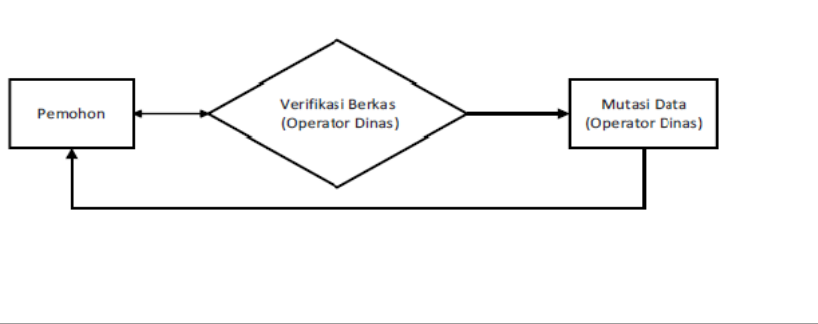 Pemohon
Verifikasi Berkas
(Operator Dinas)
Mutasi Data
(Operator Dinas)